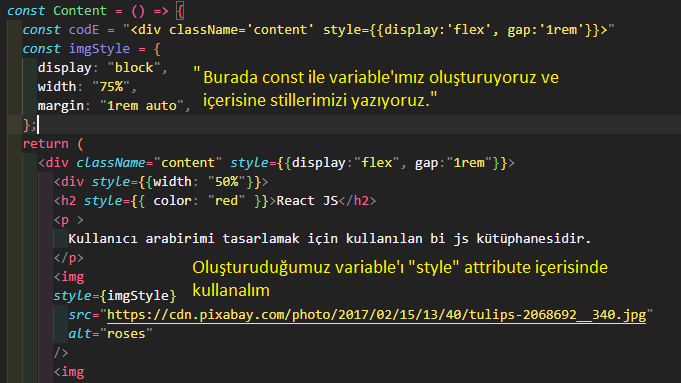 const Content = () => {
const codE = "<div className='content' style={{display:'flex', gap:'1rem'}}>"
const imgStyle = {
display: "block",
width: "75%",
margin: "1rem auto",
};
" Burada const ile variable'ımız oluşturuyoruz ve
içerisine stillerimizi yazıyoruz."
return (
<div className="content" style={{display:"flex", gap:"1rem"}}>
<div style={{width: "50%"}}>
<h2 style={{ color: "red" }}>React JS</h2>
<p >
Kullanıcı arabirimi tasarlamak için kullanılan bi js kütüphanesidir.
</p>
<img
style={imgStyle}
Oluşturuduğumuz variable'ı "style" attribute içerisinde
kullanalım
src="https://cdn.pixabay.com/photo/2017/02/15/13/40/tulips-2068692__340.jpg"
alt="roses"
/>
<img